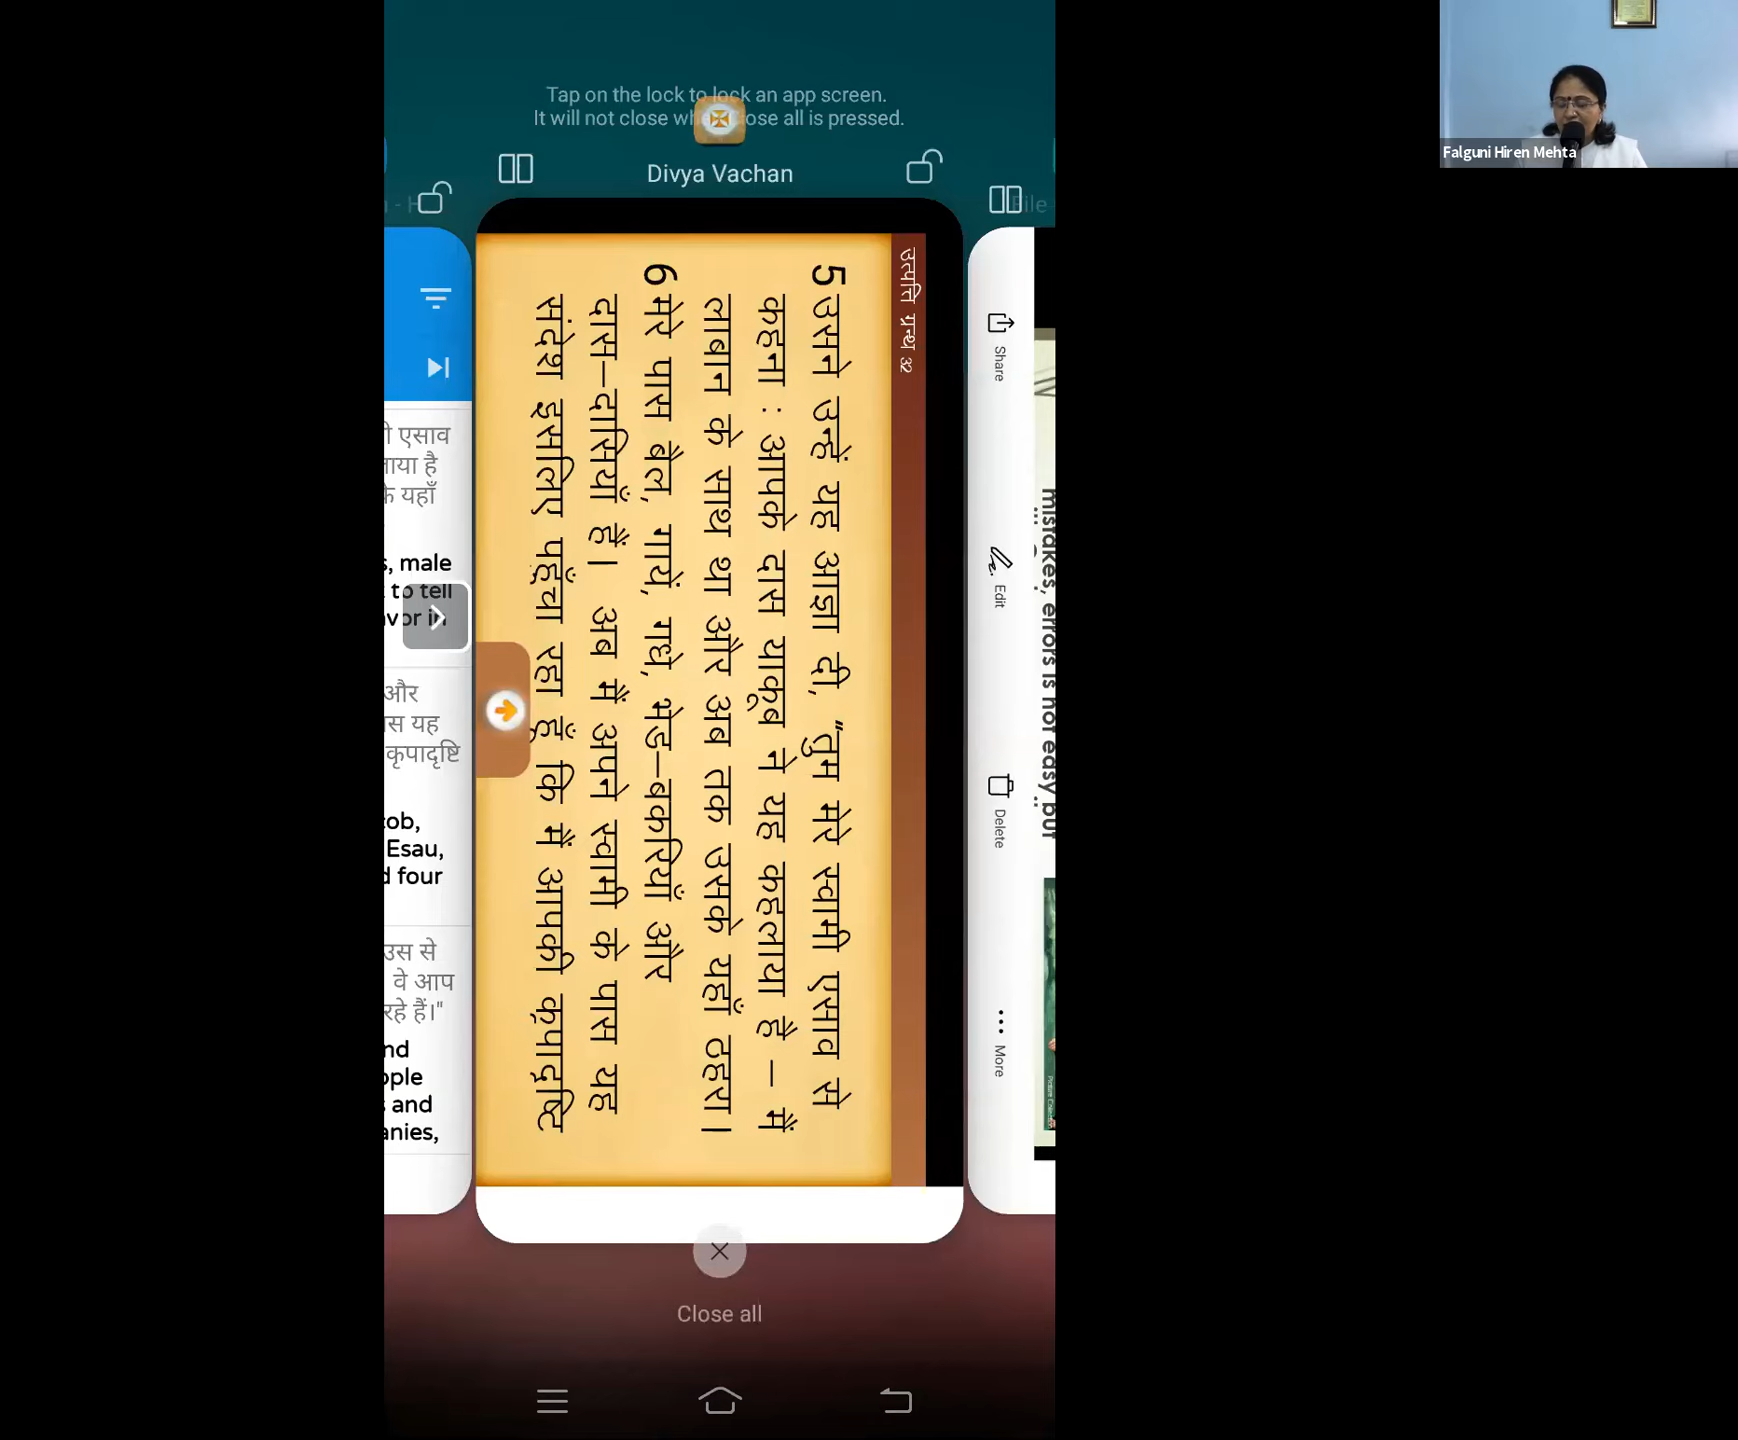 Tap on the lock to lock an app screen.
It will not close wh ose all is pressed.
Divya Vachan
उत्पत्ति ग्रन्थ 32
5 उसने उन्हें यह आज्ञा दी, "तुम मेरे स्वामी एसाव से
कहना : आपके दास याकूब ने यह कहलाया है – मैं
लाबान के साथ था और अब तक उसके यहाँ ठहरा।
6 मेरे पास बैल, गायें, गधे, भेड़–बकरियाँ और
दास–दासियाँ हैं। अब मैं अपने स्वामी के पास यह
संदेश इसलिए पहुँचा रहा हूँ कि मैं आपकी कृपादृष्टि
Close all
एसाव
है
यहाँ
male
to tell
vor in
और
यह
कृपादृष्टि
ob,
Esau,
four
उस से
वे आप
रहे हैं।"
nd
ople
and
anies,
File
Share
Edit
Delete
More
mistakes, errors is not easy but
Falguni Hiren Mehta